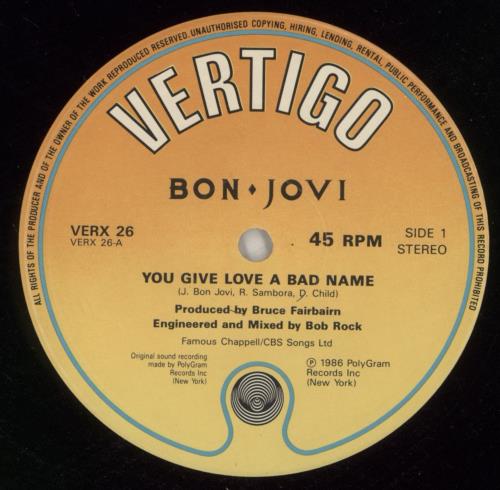 ALL RIGHTS OF THE PRODUCER AND OF THE OWNER OF THE WORK REPRODUCED RESERVED. UNAUTHORISED COPYING, HIRING, LENDING, RENTAL, PUBLIC PERFORMANCE AND BROADCASTING OF THIS RECORD PROHIBITED
VERTIGO
BON♦JOVI
VERX 26
VERX 26-A
45 RPM
SIDE 1
STEREO
YOU GIVE LOVE A BAD NAME
(J. Bon Jovi, R. Sambora, D. Child)
Produced by Bruce Fairbairn
Engineered and Mixed by Bob Rock
Famous Chappell/CBS Songs Ltd
Original sound recording
made by PolyGram
Records Inc
(New York)
℗ 1986 PolyGram
Records Inc
(New York)